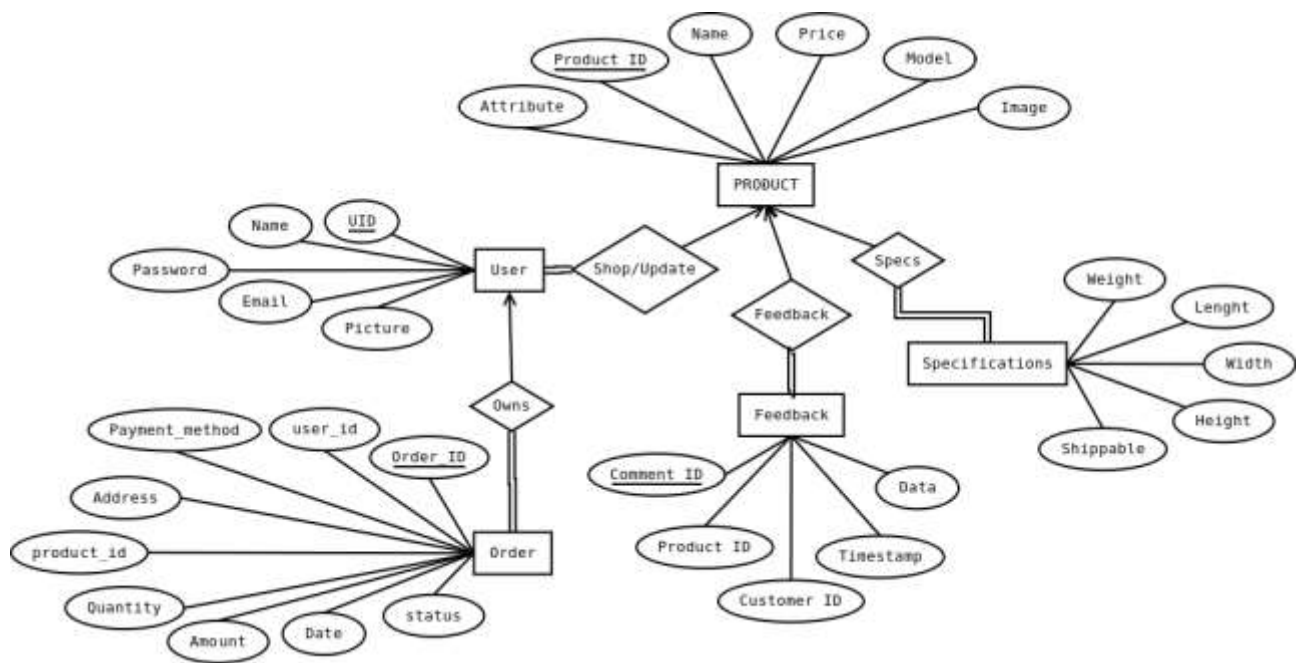 Name
Price
Product ID
Model
Attribute
Image
PRODUCT
Name
UID
Password
User
Shop/Update
Specs
Email
Picture
Feedback
Weight
Lenght
Specifications
Width
Height
Shippable
Owns
Feedback
Payment_method
user_id
Order_ID
Comment ID
Data
Address
product_id
Order
Product ID
Timestamp
Quantity
Amount
Date
status
Customer ID